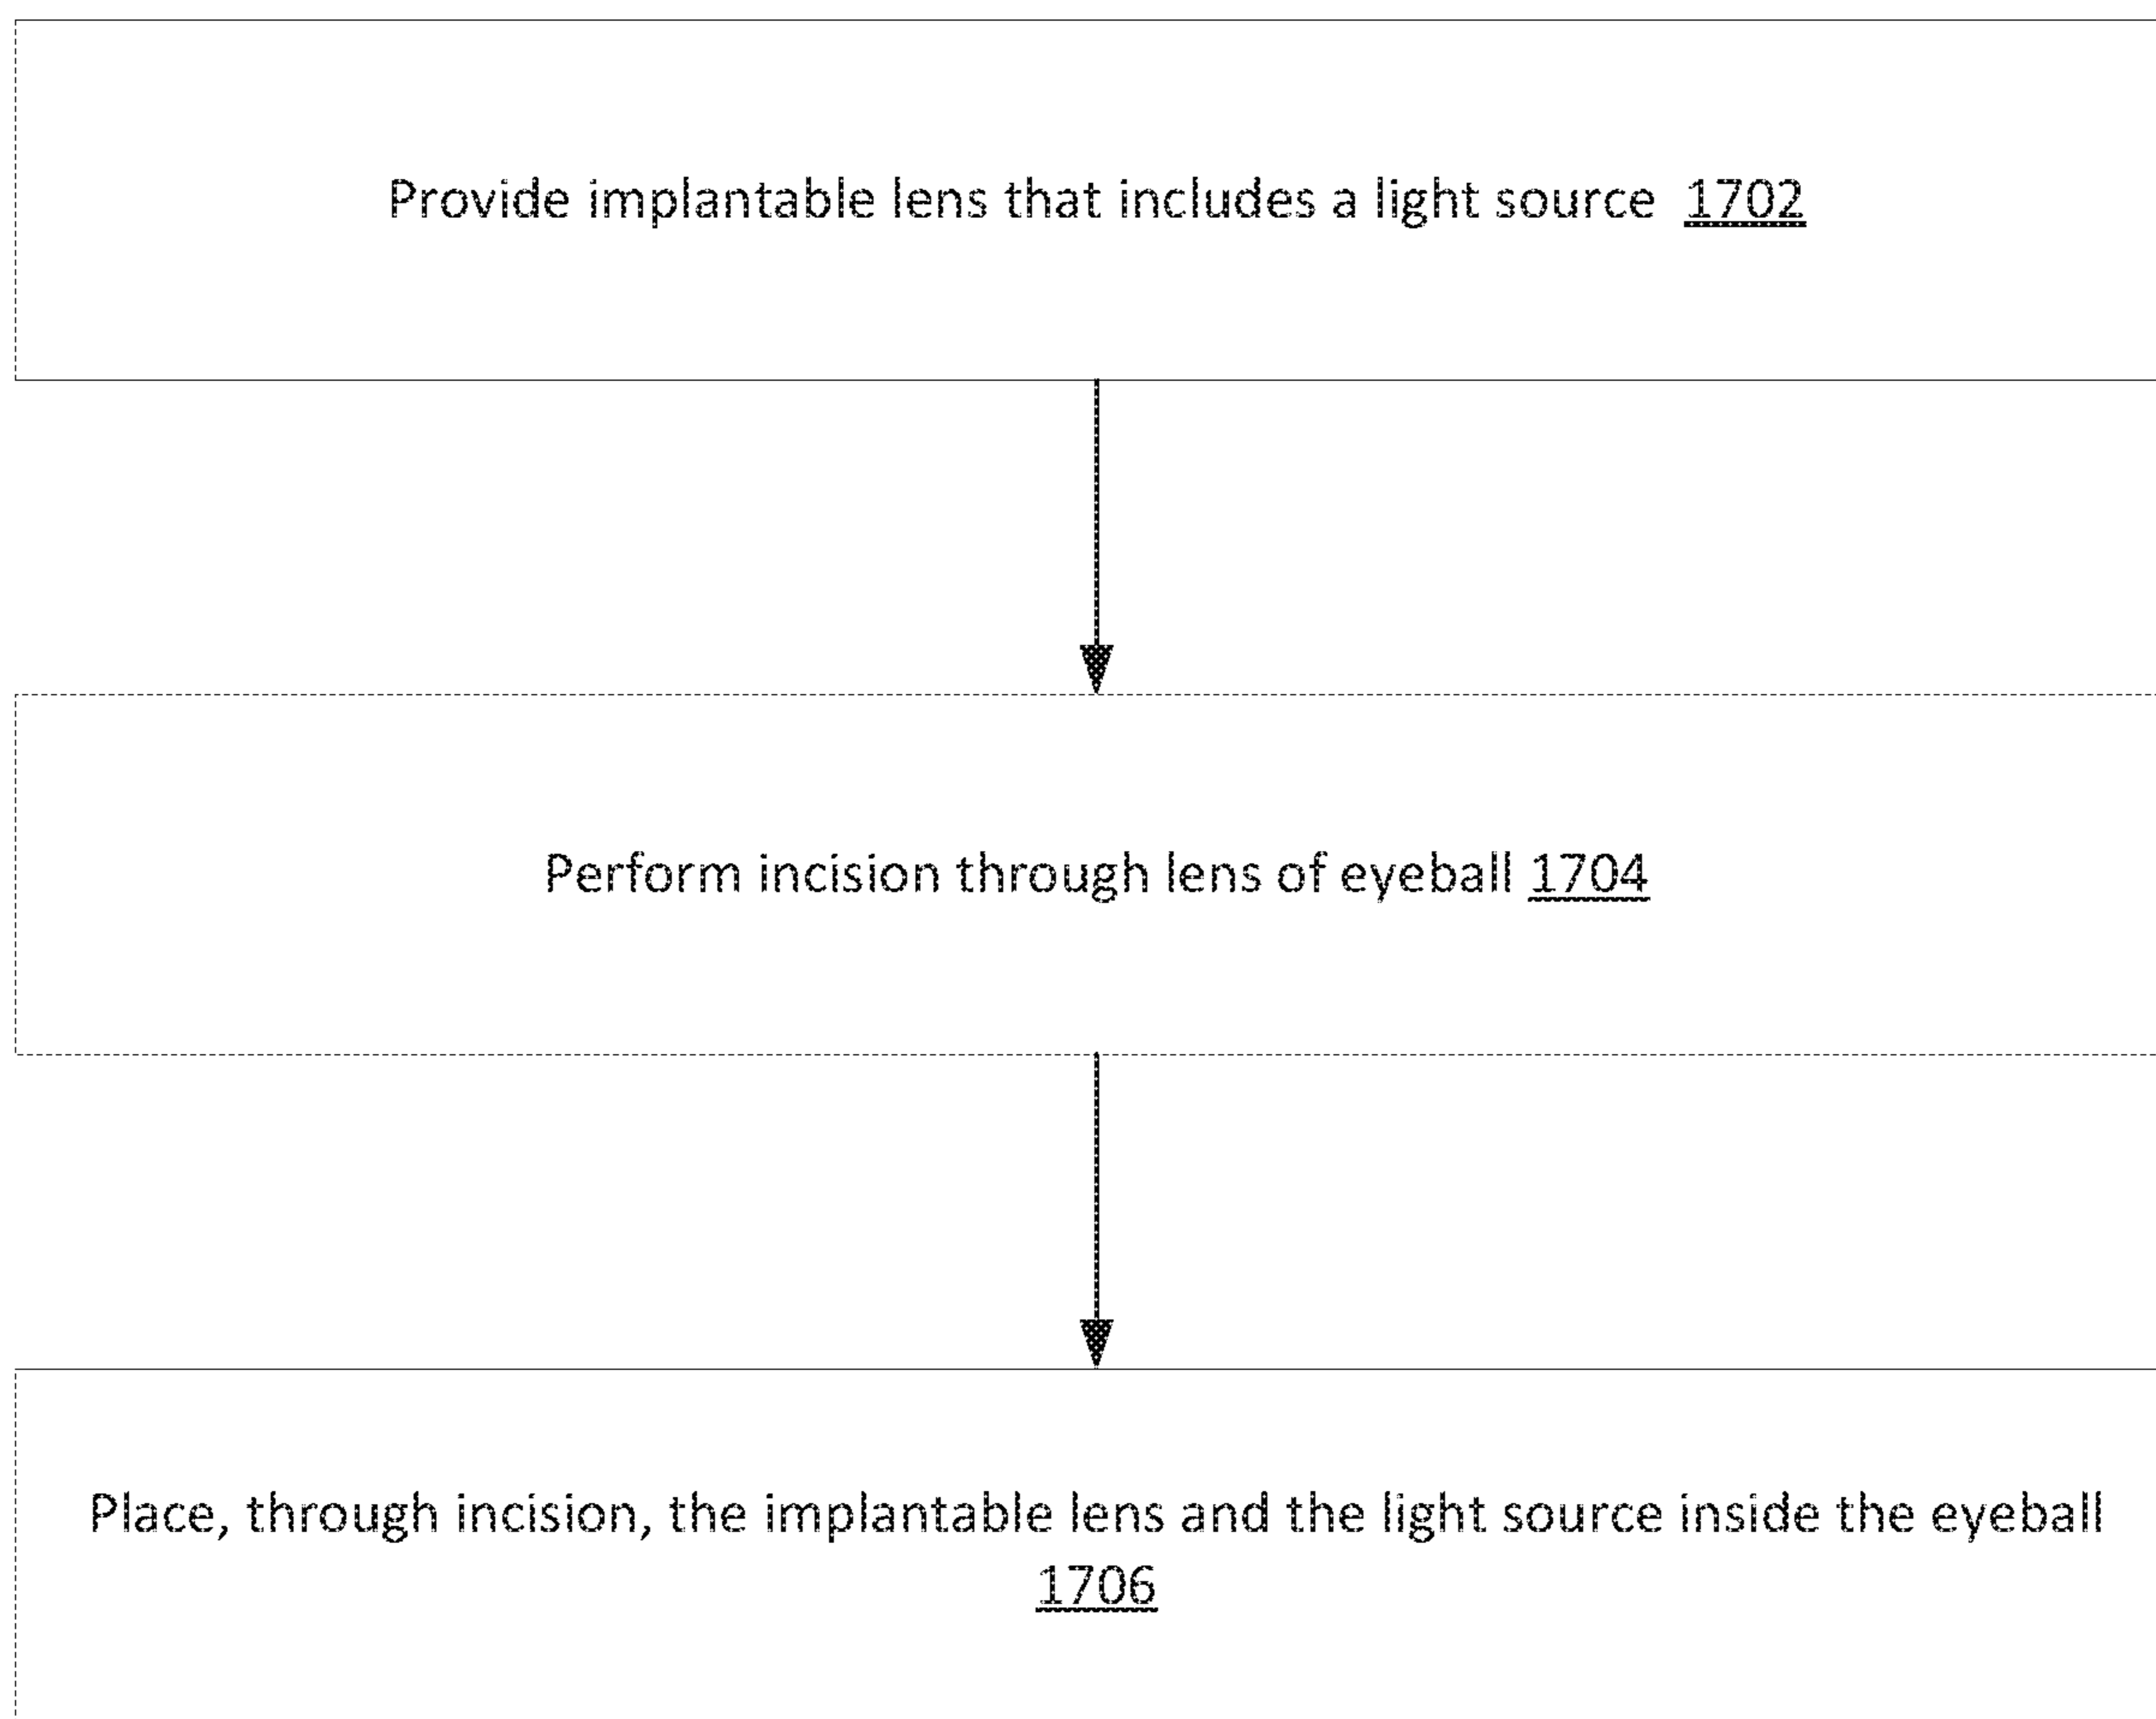 Provide implantable lens that includes a light source 1702
Perform incision through lens of eyeball 1704
Place, through incision, the implantable lens and the light source inside the eyeball
1706